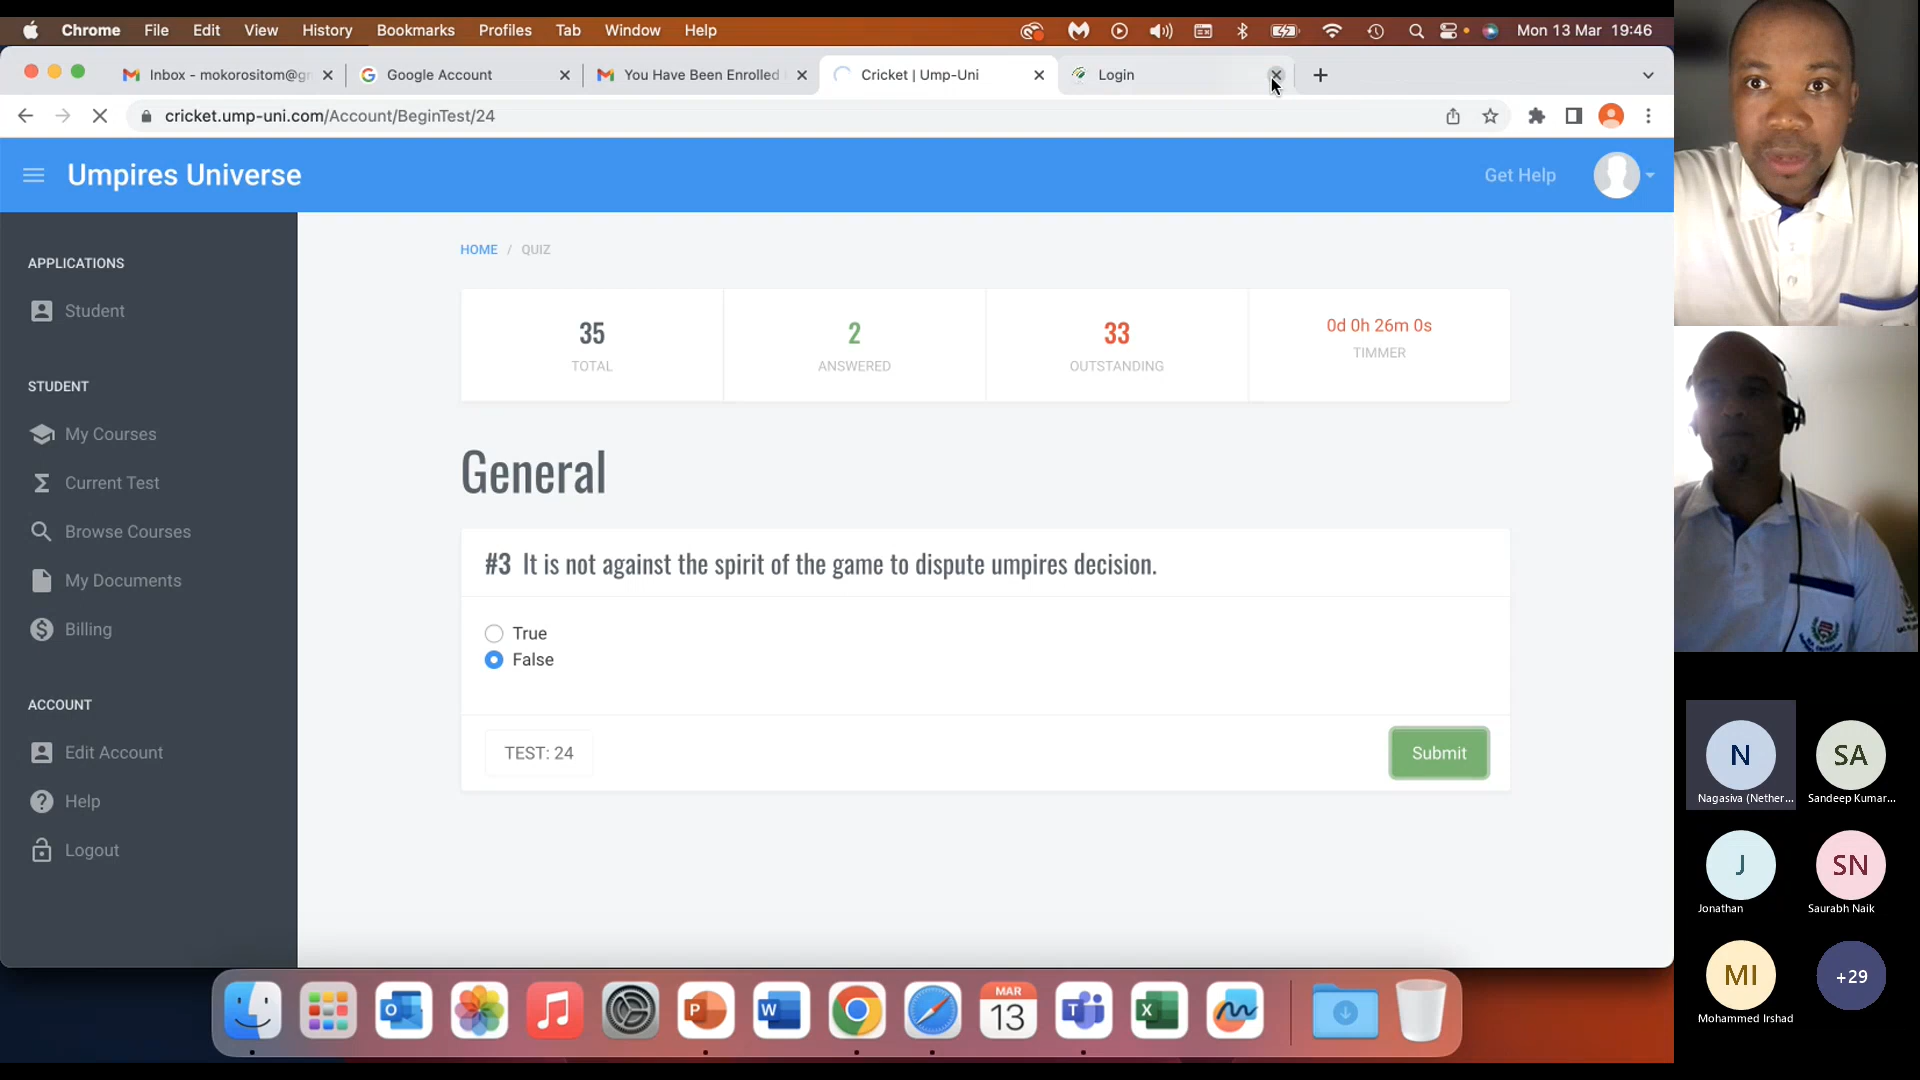 Chrome File Edit View History Bookmarks Profiles Tab Window Help Mon 13 Mar 19:46
Inbox - mokorositom@gr Google Account You Have Been Enrolled Cricket | Ump-Uni Login
cricket.ump-uni.com/Account/BeginTest/24
Umpires Universe Get Help
HOME / QUIZ
35 2 33 0d 0h 26m 0s
TOTAL ANSWERED OUTSTANDING TIMMER
APPLICATIONS
Student
STUDENT
My Courses
Current Test
Browse Courses
My Documents
Billing
ACCOUNT
Edit Account
Help
Logout
General
#3 It is not against the spirit of the game to dispute umpires decision.
True
False
TEST: 24 Submit
MAR
13
N SA
Nagasiva (Nether... Sandeep Kumar...
J SN
Jonathan Saurabh Naik
MI +29
Mohammed Irshad